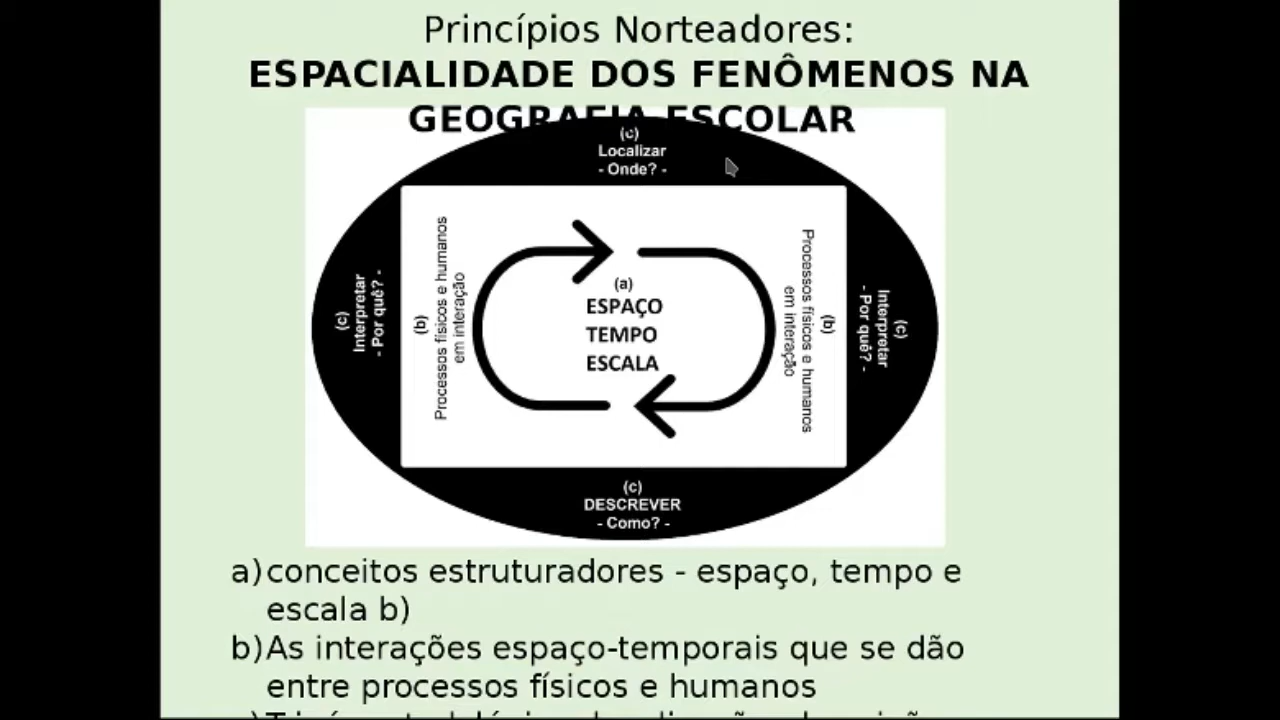 Princípios Norteadores:
ESPACIALIDADE DOS FENÔMENOS NA
GEOGRAFIA ESCOLAR
(c)
Localizar
- Onde? -
(c)
Interpretar
- Por quê? -
(b)
Processos físicos e humanos
em interação
(a)
ESPAÇO
TEMPO
ESCALA
(b)
Processos físicos e humanos
em interação
(c)
Interpretar
- Por quê? -
(c)
DESCREVER
- Como? -
a) conceitos estruturadores - espaço, tempo e
escala b)
b) As interações espaço-temporais que se dão
entre processos físicos e humanos